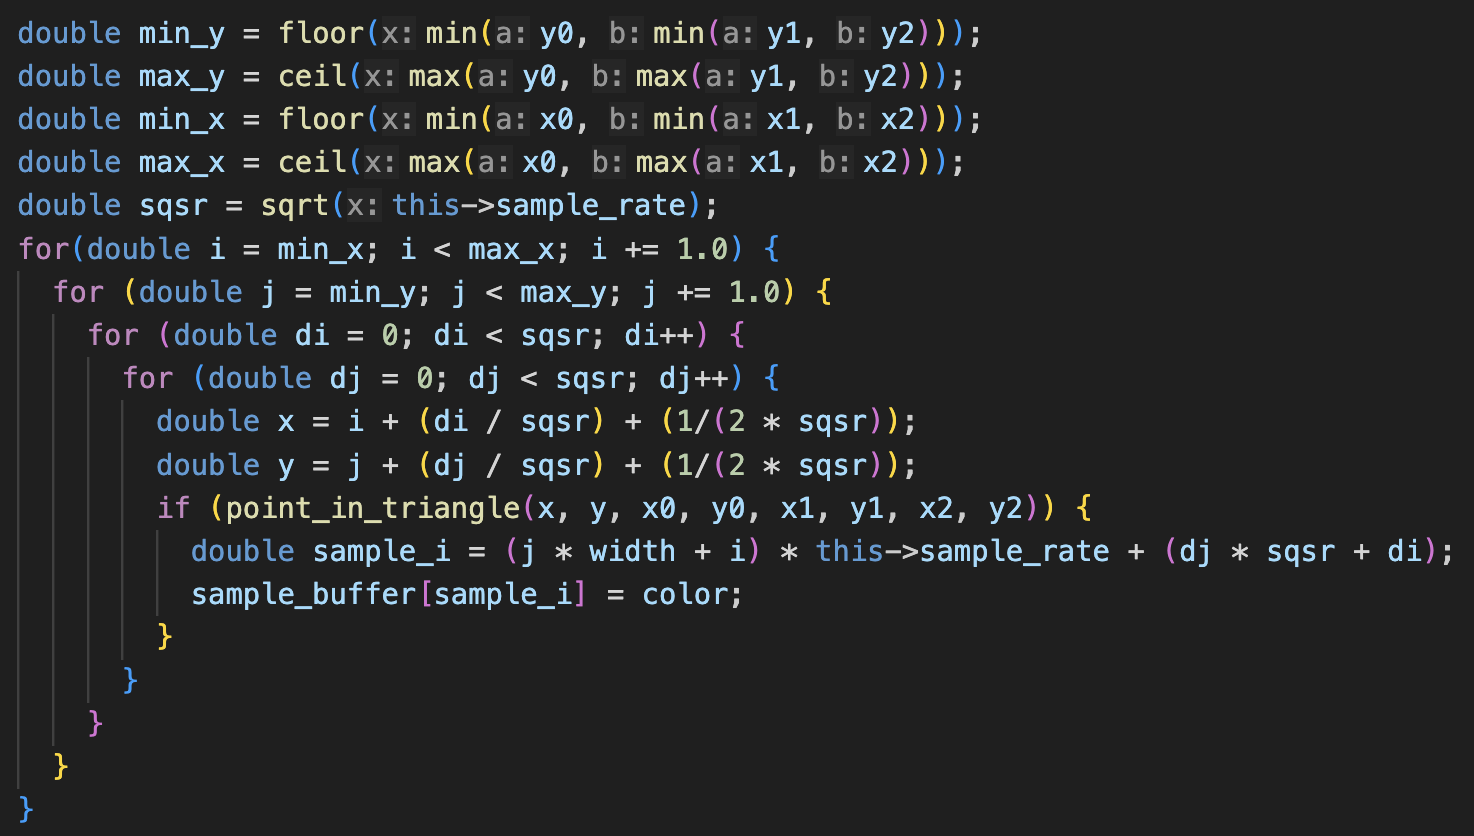 double min_y = floor(x: min(a: y0, b: min(a: y1, b: y2)));
double max_y = ceil(x: max(a: y0, b: max(a: y1, b: y2)));
double min_x = floor(x: min(a: x0, b: min(a: x1, b: x2)));
double max_x = ceil(x: max(a: x0, b: max(a: x1, b: x2)));
double sqsr = sqrt(x: this->sample_rate);
for(double i = min_x; i < max_x; i += 1.0) {
  for (double j = min_y; j < max_y; j += 1.0) {
    for (double di = 0; di < sqsr; di++) {
      for (double dj = 0; dj < sqsr; dj++) {
        double x = i + (di / sqsr) + (1/(2 * sqsr));
        double y = j + (dj / sqsr) + (1/(2 * sqsr));
        if (point_in_triangle(x, y, x0, y0, x1, y1, x2, y2)) {
          double sample_i = (j * width + i) * this->sample_rate + (dj * sqsr + di);
          sample_buffer[sample_i] = color;
        }
      }
    }
  }
}